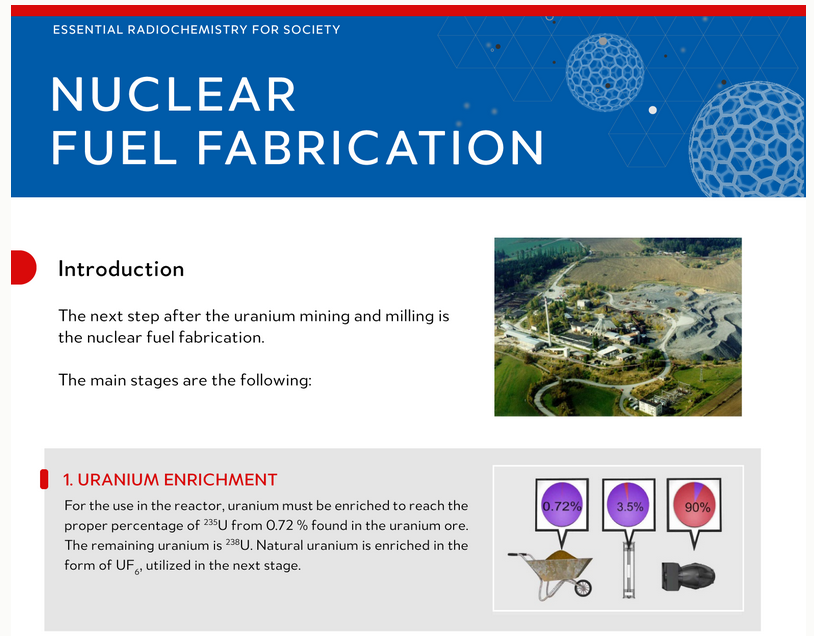 ESSENTIAL RADIOCHEMISTRY FOR SOCIETY
NUCLEAR
FUEL FABRICATION
Introduction
The next step after the uranium mining and milling is
the nuclear fuel fabrication.
The main stages are the following:
1. URANIUM ENRICHMENT
For the use in the reactor, uranium must be enriched to reach the
proper percentage of ²³⁵U from 0.72 % found in the uranium ore.
The remaining uranium is ²³⁸U. Natural uranium is enriched in the
form of UF₆, utilized in the next stage.
0.72%
3.5%
90%